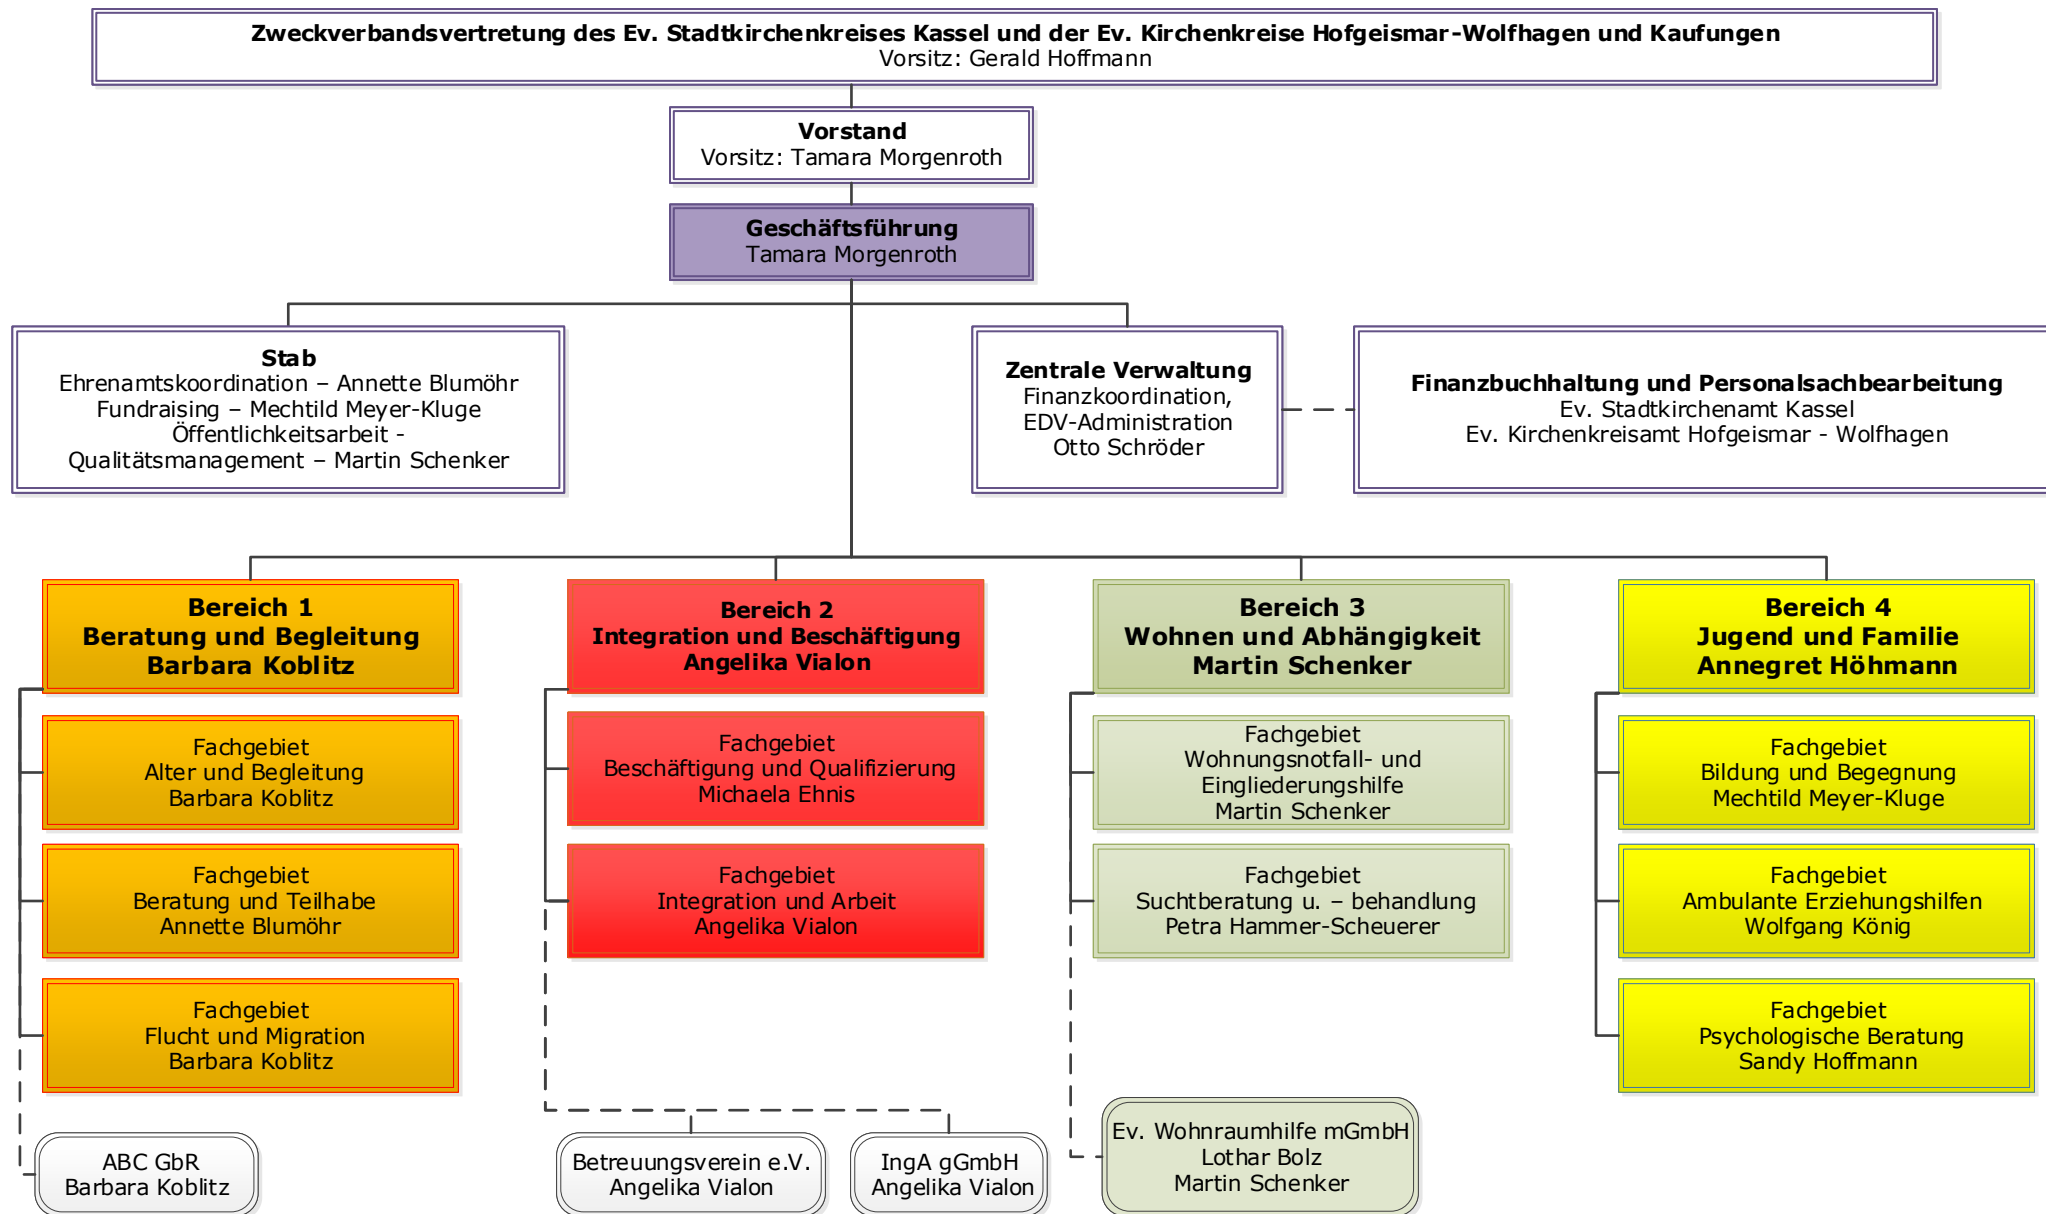 Zweckverbandsvertretung des Ev. Stadtkirchenkreises Kassel und der Ev. Kirchenkreise Hofgeismar-Wolfhagen und Kaufungen
Vorsitz: Gerald Hoffmann
Vorstand
Vorsitz: Tamara Morgenroth
Geschäftsführung
Tamara Morgenroth
Stab
Ehrenamtskoordination – Annette Blumöhr
Fundraising – Mechtild Meyer-Kluge
Öffentlichkeitsarbeit -
Qualitätsmanagement – Martin Schenker
Zentrale Verwaltung
Finanzkoordination,
EDV-Administration
Otto Schröder
Finanzbuchhaltung und Personalsachbearbeitung
Ev. Stadtkirchenamt Kassel
Ev. Kirchenkreisamt Hofgeismar - Wolfhagen
Bereich 1
Beratung und Begleitung
Barbara Koblitz
Fachgebiet
Alter und Begleitung
Barbara Koblitz
Fachgebiet
Beratung und Teilhabe
Annette Blumöhr
Fachgebiet
Flucht und Migration
Barbara Koblitz
ABC GbR
Barbara Koblitz
Bereich 2
Integration und Beschäftigung
Angelika Vialon
Fachgebiet
Beschäftigung und Qualifizierung
Michaela Ehnis
Fachgebiet
Integration und Arbeit
Angelika Vialon
Betreuungsverein e.V.
Angelika Vialon
IngA gGmbH
Angelika Vialon
Bereich 3
Wohnen und Abhängigkeit
Martin Schenker
Fachgebiet
Wohnungsnotfall- und
Eingliederungshilfe
Martin Schenker
Fachgebiet
Suchtberatung u. – behandlung
Petra Hammer-Scheuerer
Ev. Wohnraumhilfe mGmbH
Lothar Bolz
Martin Schenker
Bereich 4
Jugend und Familie
Annegret Höhmann
Fachgebiet
Bildung und Begegnung
Mechtild Meyer-Kluge
Fachgebiet
Ambulante Erziehungshilfen
Wolfgang König
Fachgebiet
Psychologische Beratung
Sandy Hoffmann